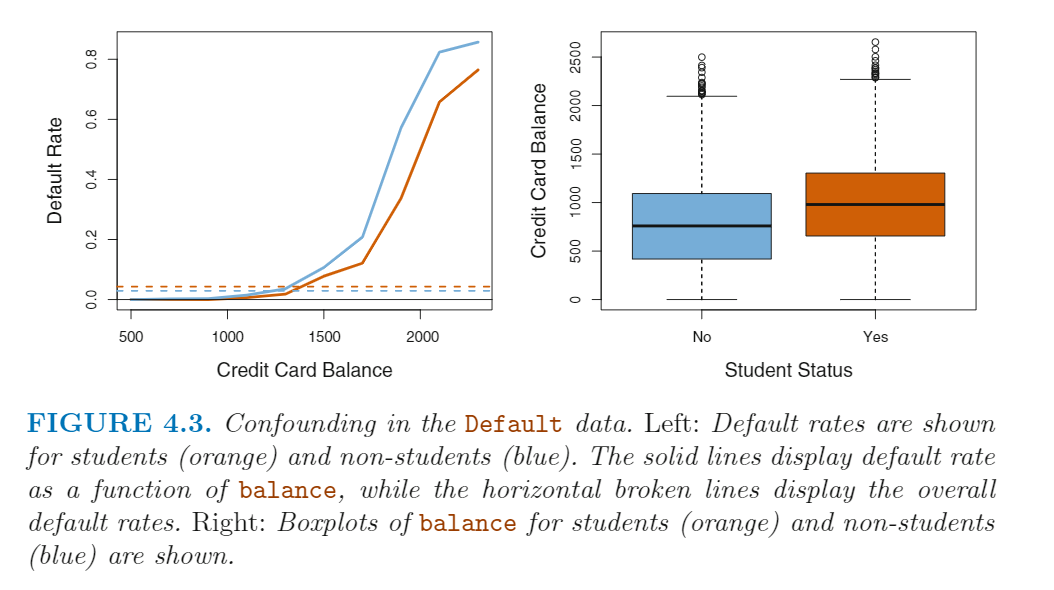 Default Rate
0.8
0.6
0.4
0.2
0.0
500 1000 1500 2000
Credit Card Balance
Credit Card Balance
2500
2000
1500
1000
500
0
No Yes
Student Status
FIGURE 4.3. Confounding in the Default data. Left: Default rates are shown
for students (orange) and non-students (blue). The solid lines display default rate
as a function of balance, while the horizontal broken lines display the overall
default rates. Right: Boxplots of balance for students (orange) and non-students
(blue) are shown.